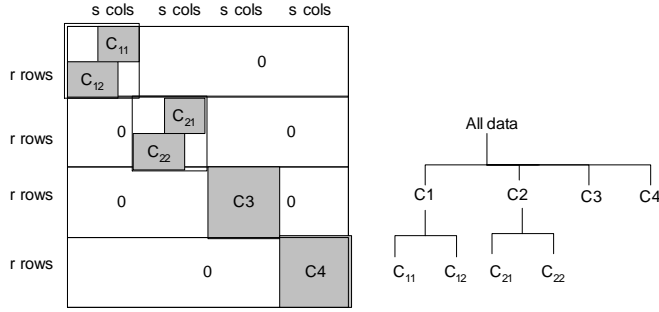 s cols s cols s cols s cols
C11
0
r rows
C12
C21
All data
r rows 0 0
C22
C1 C2 C3 C4
r rows 0 C3 0
C11 C12 C21 C22
r rows 0 C4